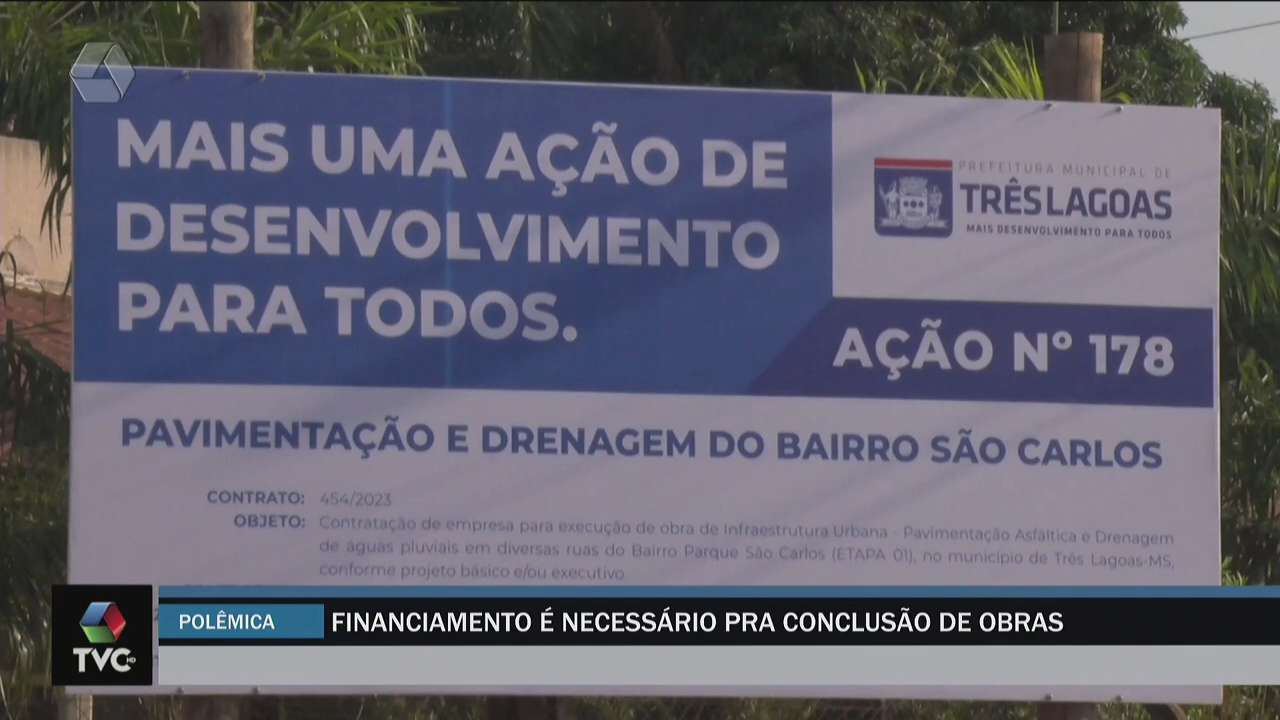 MAIS UMA AÇÃO DE
DESENVOLVIMENTO
PARA TODOS.
PREFEITURA MUNICIPAL DE
TRÊS LAGOAS
MAIS DESENVOLVIMENTO PARA TODOS
AÇÃO Nº 178
PAVIMENTAÇÃO E DRENAGEM DO BAIRRO SÃO CARLOS
CONTRATO: 454/2023
OBJETO: Contratação de empresa para execução de obra de Infraestrutura Urbana - Pavimentação Asfáltica e Drenagem
de águas pluviais em diversas ruas do Bairro Parque São Carlos (ETAPA 01), no município de Três Lagoas-MS,
conforme projeto básico e/ou executivo.
POLÊMICA FINANCIAMENTO É NECESSÁRIO PRA CONCLUSÃO DE OBRAS
TVC HD